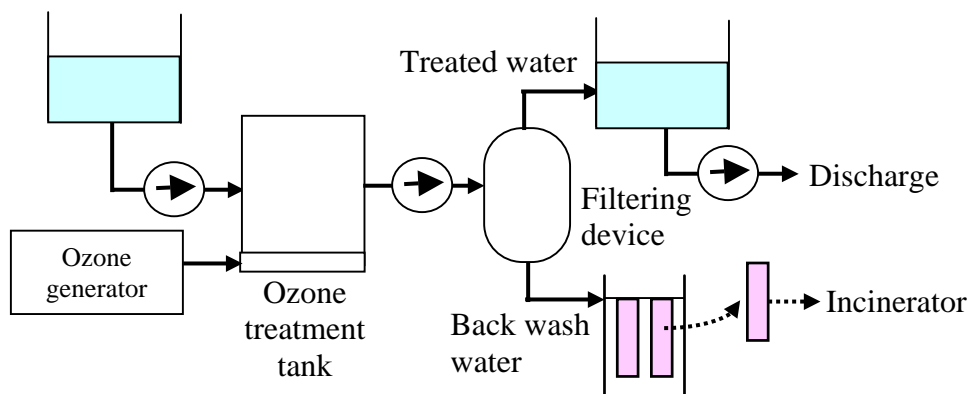 Treated water
Discharge
Filtering
device
Ozone
generator
Ozone
treatment
tank
Back wash
water
Incinerator